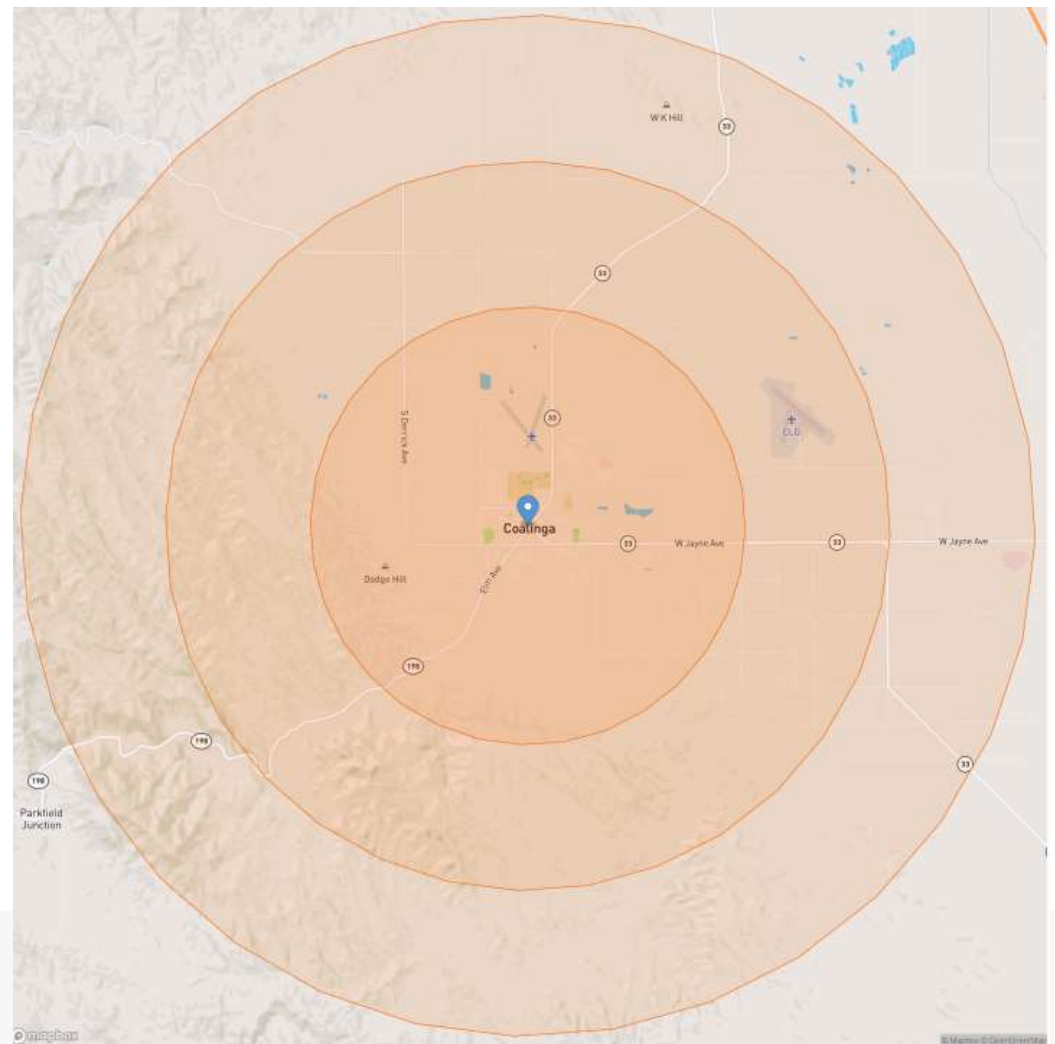 W K Hill
33
33
S Derrick Ave
33
CLG
Coalinga
33
W Jayne Ave
33
W Jayne Ave
Dodge Hill
Elm Ave
198
198
33
198
Parkfield
Junction
mapbox
© Mapbox © OpenStreetMap